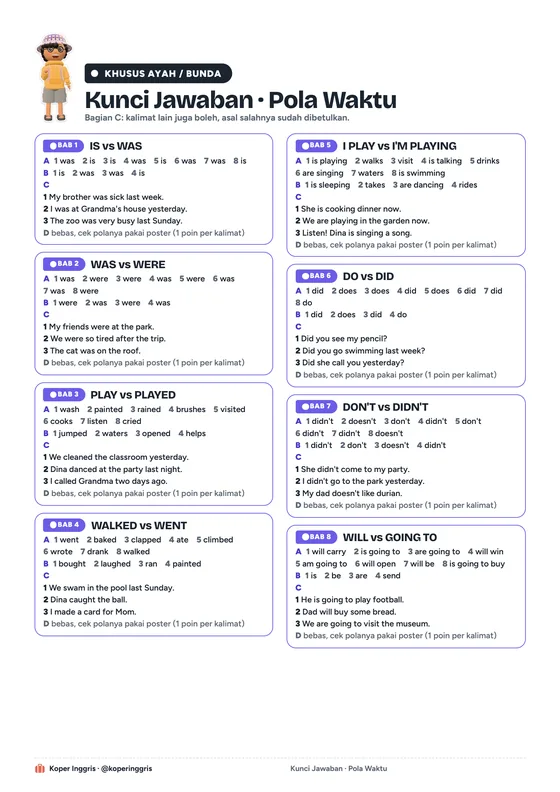 KHUSUS AYAH / BUNDA
Kunci Jawaban · Pola Waktu
Bagian C: kalimat lain juga boleh, asal salahnya sudah dibetulkan.
BAB 1 IS vs WAS
A 1 was 2 is 3 is 4 was 5 is 6 was 7 was 8 is
B 1 is 2 was 3 was 4 is
C
1 My brother was sick last week.
2 I was at Grandma's house yesterday.
3 The zoo was very busy last Sunday.
D bebas, cek polanya pakai poster (1 poin per kalimat)
BAB 2 WAS vs WERE
A 1 was 2 were 3 were 4 was 5 were 6 was
7 was 8 were
B 1 were 2 was 3 were 4 was
C
1 My friends were at the park.
2 We were so tired after the trip.
3 The cat was on the roof.
D bebas, cek polanya pakai poster (1 poin per kalimat)
BAB 3 PLAY vs PLAYED
A 1 wash 2 painted 3 rained 4 brushes 5 visited
6 cooks 7 listen 8 cried
B 1 jumped 2 waters 3 opened 4 helps
C
1 We cleaned the classroom yesterday.
2 Dina danced at the party last night.
3 I called Grandma two days ago.
D bebas, cek polanya pakai poster (1 poin per kalimat)
BAB 4 WALKED vs WENT
A 1 went 2 baked 3 clapped 4 ate 5 climbed
6 wrote 7 drank 8 walked
B 1 bought 2 laughed 3 ran 4 painted
C
1 We swam in the pool last Sunday.
2 Dina caught the ball.
3 I made a card for Mom.
D bebas, cek polanya pakai poster (1 poin per kalimat)
BAB 5 I PLAY vs I'M PLAYING
A 1 is playing 2 walks 3 visit 4 is talking 5 drinks
6 are singing 7 waters 8 is swimming
B 1 is sleeping 2 takes 3 are dancing 4 rides
C
1 She is cooking dinner now.
2 We are playing in the garden now.
3 Listen! Dina is singing a song.
D bebas, cek polanya pakai poster (1 poin per kalimat)
BAB 6 DO vs DID
A 1 did 2 does 3 does 4 did 5 does 6 did 7 did
8 do
B 1 did 2 does 3 did 4 do
C
1 Did you see my pencil?
2 Did you go swimming last week?
3 Did she call you yesterday?
D bebas, cek polanya pakai poster (1 poin per kalimat)
BAB 7 DON'T vs DIDN'T
A 1 didn't 2 doesn't 3 don't 4 didn't 5 don't
6 didn't 7 didn't 8 doesn't
B 1 didn't 2 don't 3 doesn't 4 didn't
C
1 She didn't come to my party.
2 I didn't go to the park yesterday.
3 My dad doesn't like durian.
D bebas, cek polanya pakai poster (1 poin per kalimat)
BAB 8 WILL vs GOING TO
A 1 will carry 2 is going to 3 are going to 4 will win
5 am going to 6 will open 7 will be 8 is going to buy
B 1 is 2 be 3 are 4 send
C
1 He is going to play football.
2 Dad will buy some bread.
3 We are going to visit the museum.
D bebas, cek polanya pakai poster (1 poin per kalimat)
Koper Inggris · @koperinggris
Kunci Jawaban · Pola Waktu